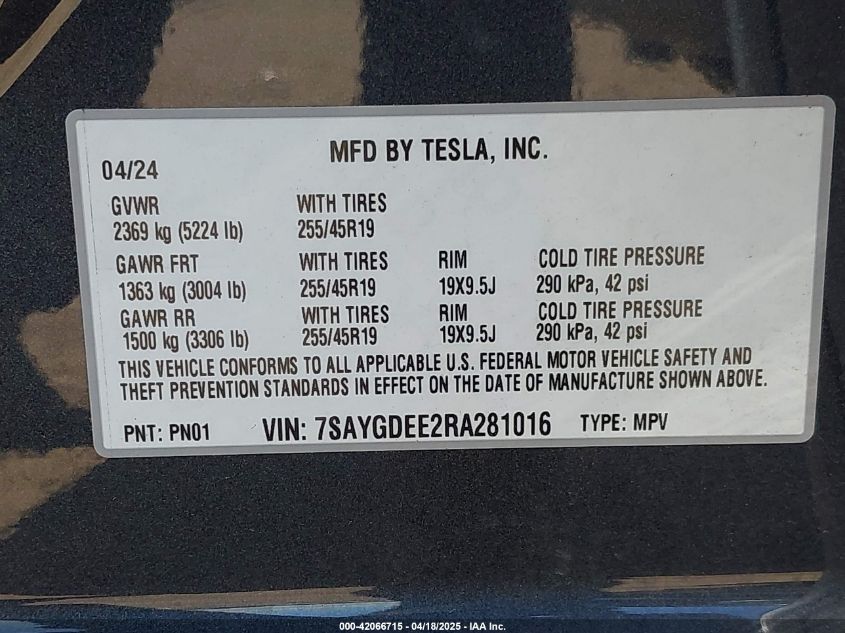 MFD BY TESLA, INC.
04/24
GVWR WITH TIRES
2369 kg (5224 lb) 255/45R19
GAWR FRT WITH TIRES RIM COLD TIRE PRESSURE
1363 kg (3004 lb) 255/45R19 19X9.5J 290 kPa, 42 psi
GAWR RR WITH TIRES RIM COLD TIRE PRESSURE
1500 kg (3306 lb) 255/45R19 19X9.5J 290 kPa, 42 psi
THIS VEHICLE CONFORMS TO ALL APPLICABLE U.S. FEDERAL MOTOR VEHICLE SAFETY AND
THEFT PREVENTION STANDARDS IN EFFECT ON THE DATE OF MANUFACTURE SHOWN ABOVE.
PNT: PN01 VIN: 7SAYGDEE2RA281016 TYPE: MPV
000-42066715 - 04/18/2025 - IAA Inc.